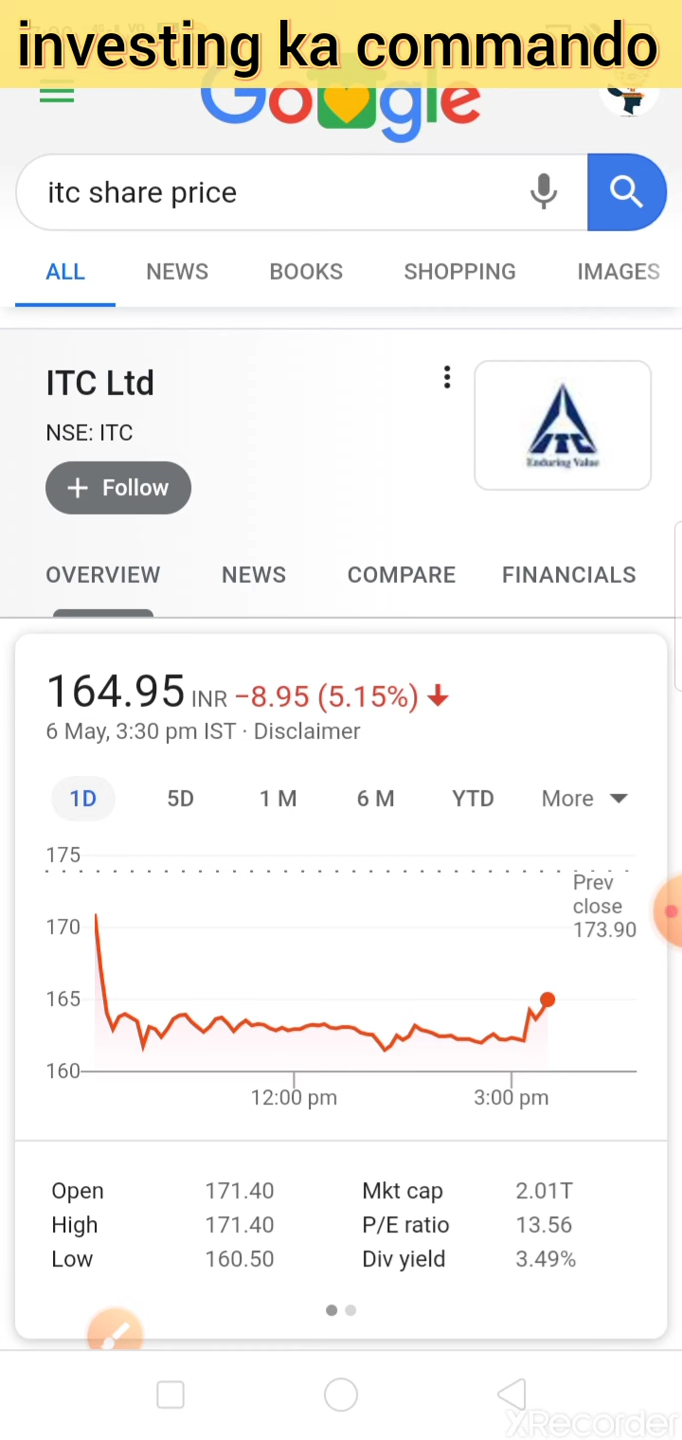 investing ka commando
Google
itc share price
ALL NEWS BOOKS SHOPPING IMAGES
ITC Ltd
NSE: ITC
+ Follow
ITC
Enduring Value
OVERVIEW NEWS COMPARE FINANCIALS
164.95 INR −8.95 (5.15%)
6 May, 3:30 pm IST · Disclaimer
1D 5D 1 M 6 M YTD More
175
Prev
close
173.90
170
165
160
12:00 pm 3:00 pm
Open 171.40 Mkt cap 2.01T
High 171.40 P/E ratio 13.56
Low 160.50 Div yield 3.49%
XRecorder